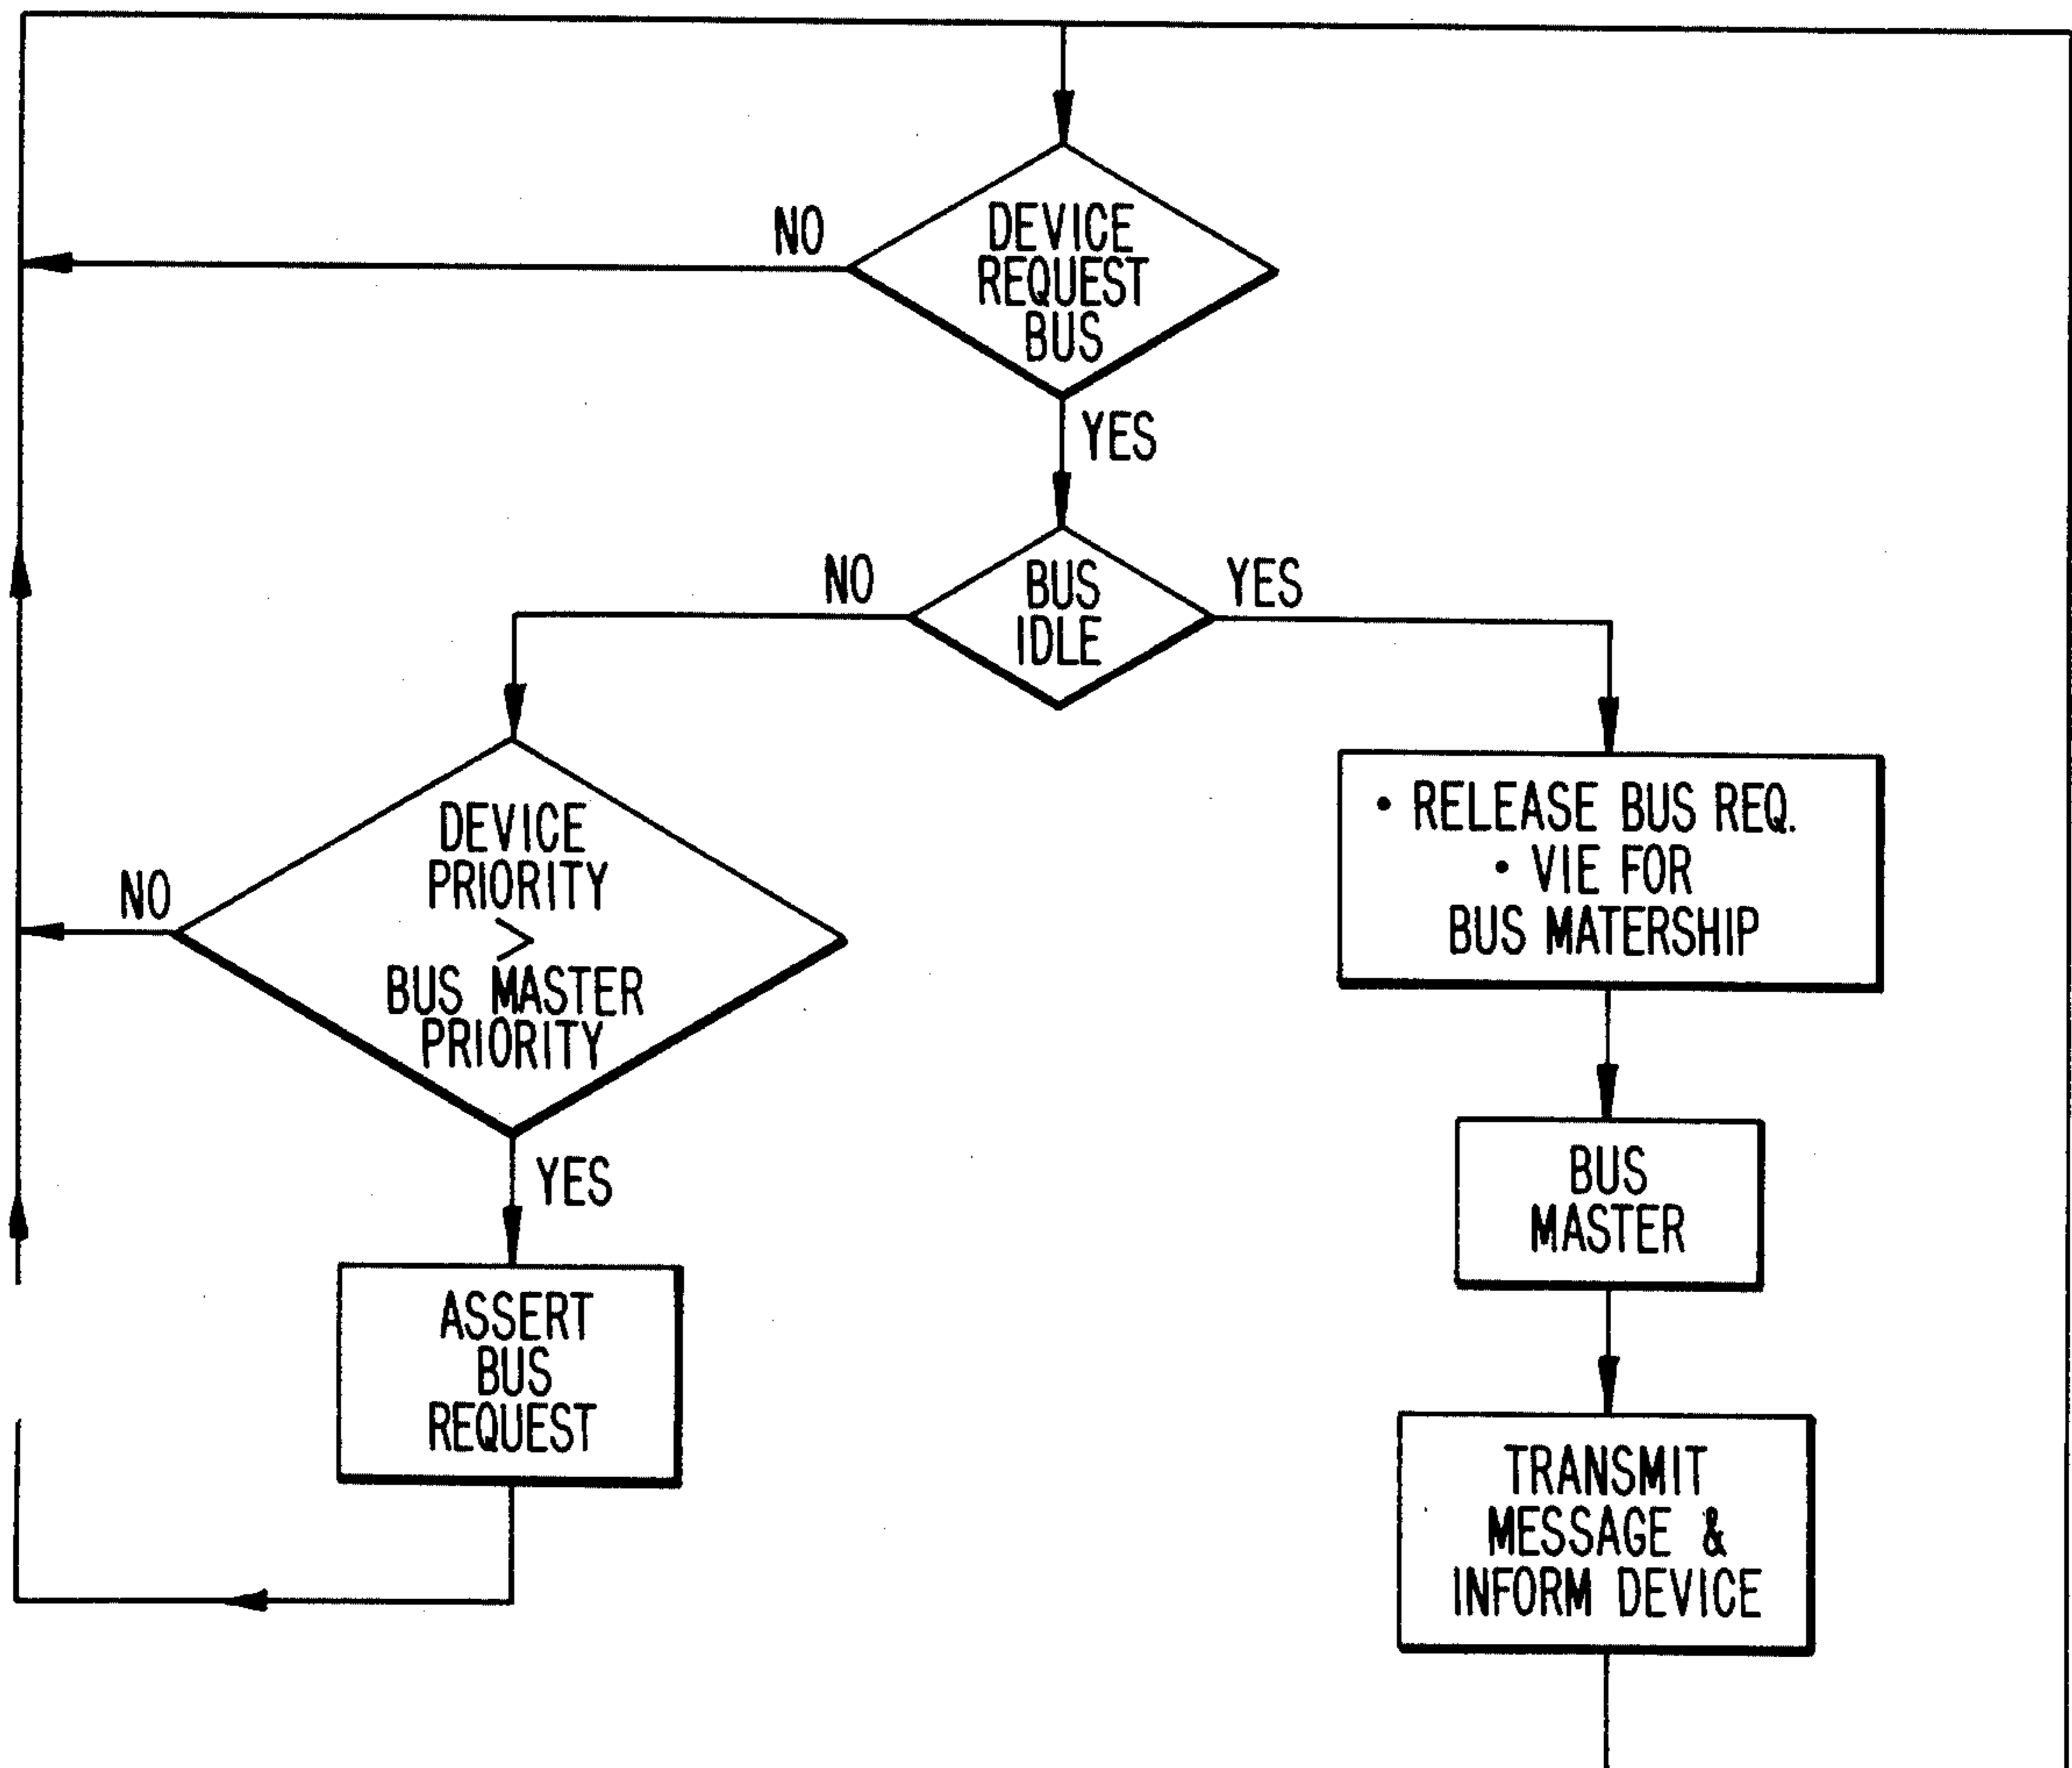 DEVICE
REQUEST
BUS
NO
YES
BUS
IDLE
NO
YES
DEVICE
PRIORITY
>
BUS MASTER
PRIORITY
NO
YES
ASSERT
BUS
REQUEST
• RELEASE BUS REQ.
• VIE FOR
BUS MATERSHIP
BUS
MASTER
TRANSMIT
MESSAGE &
INFORM DEVICE